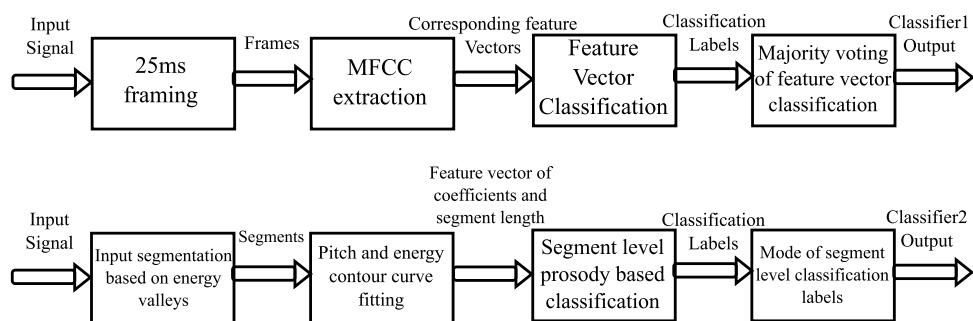 Input
Signal
25ms
framing
Frames
MFCC
extraction
Corresponding feature
Vectors
Feature
Vector
Classification
Classification
Labels
Majority voting
of feature vector
classification
Classifier1
Output
Input
Signal
Input segmentation
based on energy
valleys
Segments
Pitch and energy
contour curve
fitting
Feature vector of
coefficients and
segment length
Segment level
prosody based
classification
Classification
Labels
Mode of segment
level classification
labels
Classifier2
Output